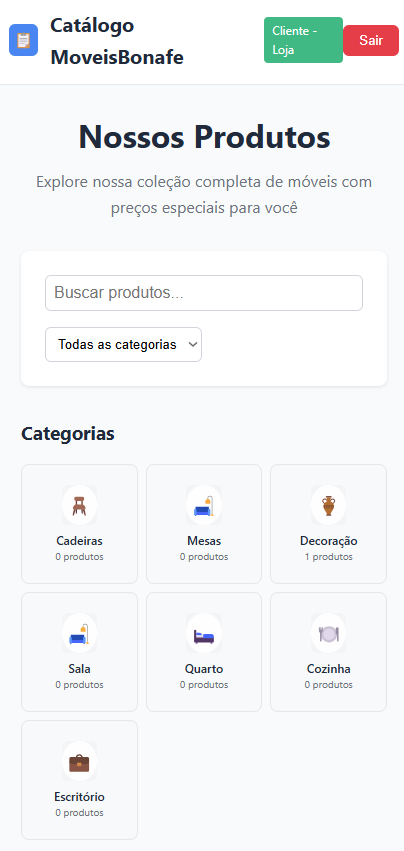 Catálogo
MoveisBonafe
Cliente -
Loja
Sair
Nossos Produtos
Explore nossa coleção completa de móveis com
preços especiais para você
Buscar produtos...
Todas as categorias
Categorias
Cadeiras
0 produtos
Mesas
0 produtos
Decoração
1 produtos
Sala
0 produtos
Quarto
0 produtos
Cozinha
0 produtos
Escritório
0 produtos